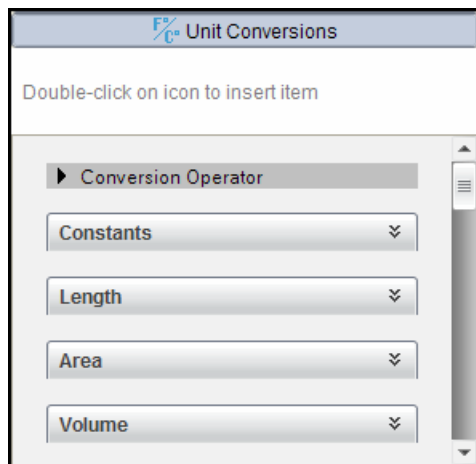 F°/C° Unit Conversions
Double-click on icon to insert item
Conversion Operator
Constants
Length
Area
Volume